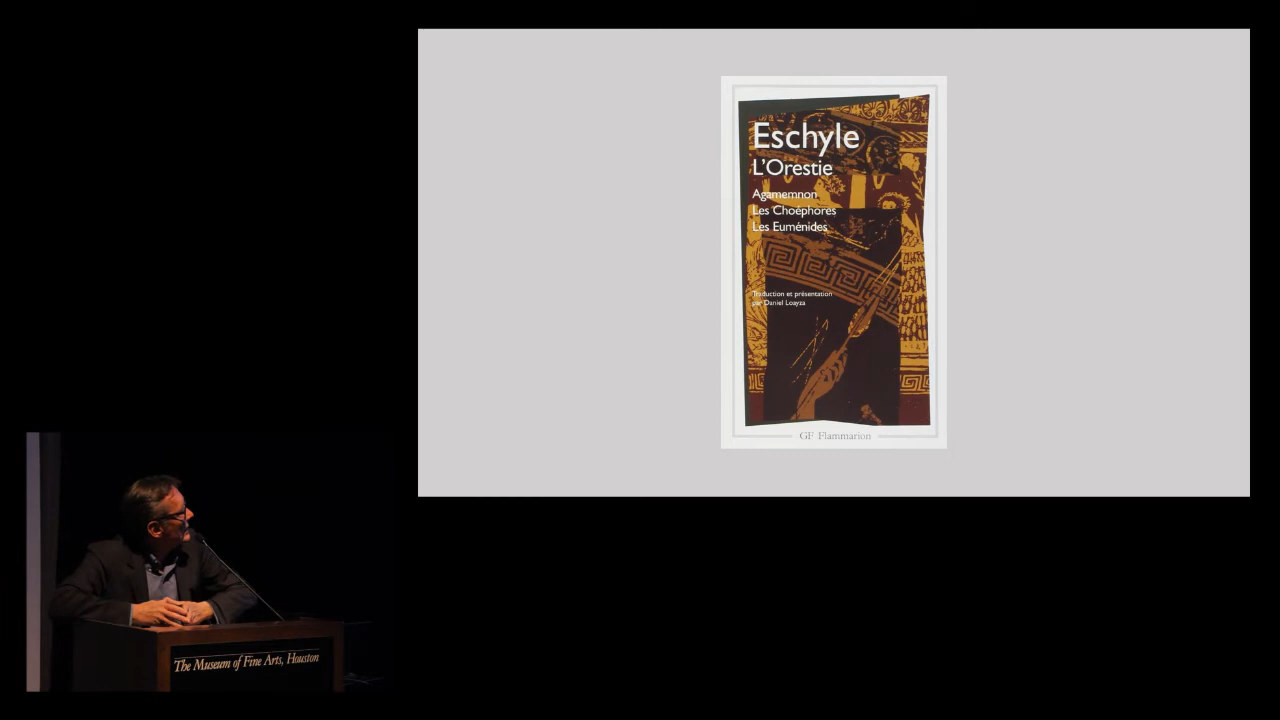 Eschyle
L'Orestie
Agamemnon
Les Choéphores
Les Euménides
Traduction et présentation
par Daniel Loayza
GF Flammarion
The Museum of Fine Arts, Houston